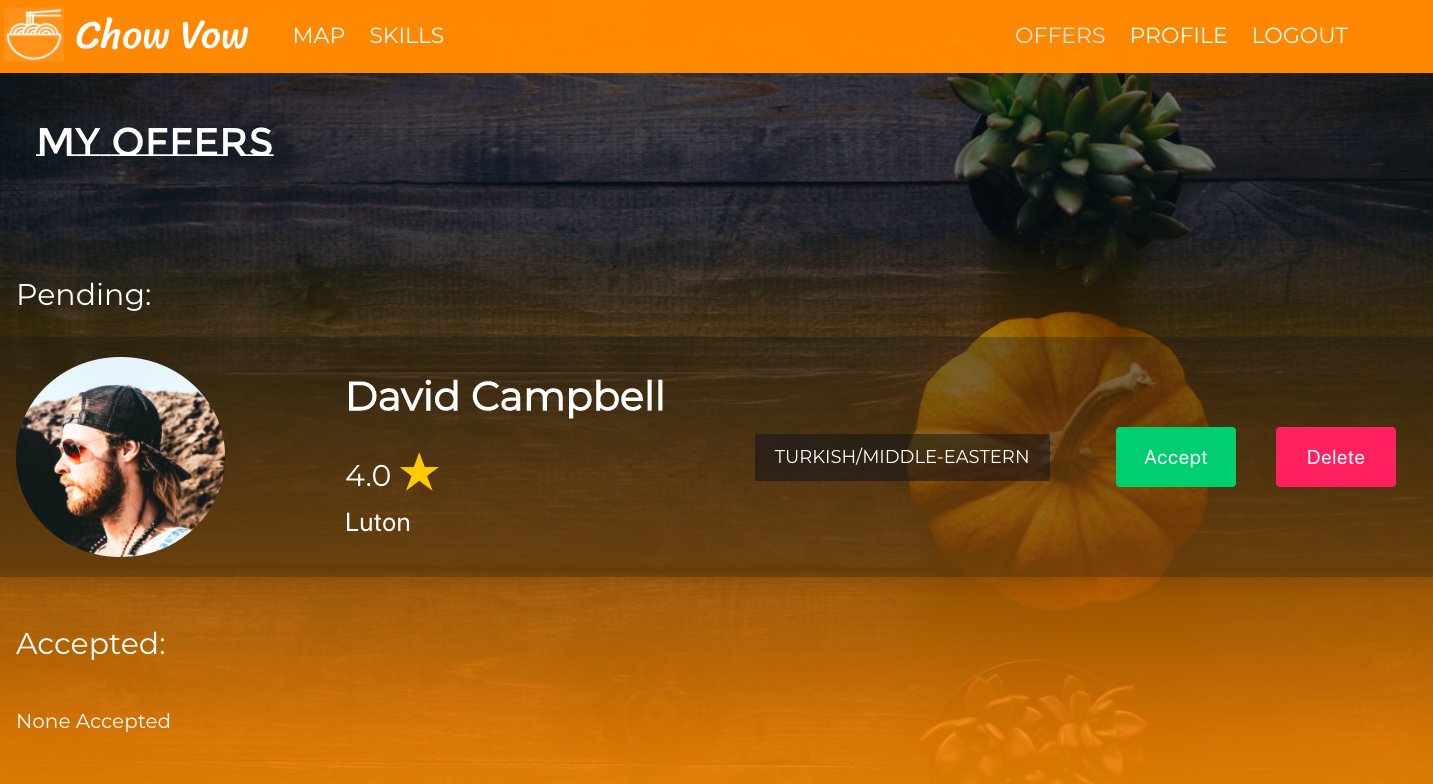 Chow Vow MAP SKILLS OFFERS PROFILE LOGOUT
MY OFFERS
Pending:
David Campbell
4.0
Luton
TURKISH/MIDDLE-EASTERN
Accept
Delete
Accepted:
None Accepted